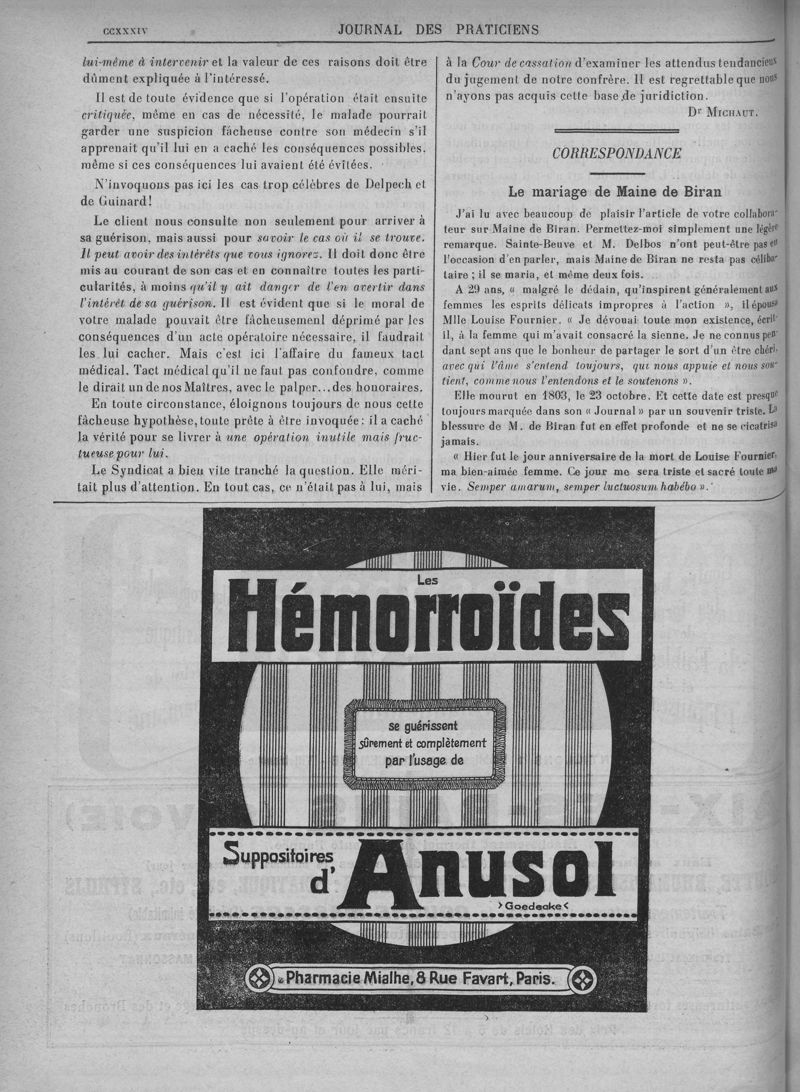 CCXXXIV
JOURNAL DES PRATICIENS
lui-même à intervenir et la valeur de ces raisons doit être
dûment expliquée à l'intéressé.
Il est de toute évidence que si l'opération était ensuite
critiquée, même en cas de nécessité, le malade pourrait
garder une suspicion fâcheuse contre son médecin s'il
apprenait qu'il lui en a caché les conséquences possibles,
même si ces conséquences lui avaient été évitées.
N'invoquons pas ici les cas trop célèbres de Delpech et
de Guinard!
Le client nous consulte non seulement pour arriver à
sa guérison, mais aussi pour savoir le cas où il se trouve.
Il peut avoir des intérêts que vous ignorez. Il doit donc être
mis au courant de son cas et en connaître toutes les parti-
cularités, à moins qu'il y ait danger de l'en avertir dans
l'intérêt de sa guérison. Il est évident que si le moral de
votre malade pouvait être fâcheusement déprimé par les
conséquences d'un acte opératoire nécessaire, il faudrait
les lui cacher. Mais c'est ici l'affaire du fameux tact
médical. Tact médical qu'il ne faut pas confondre, comme
le dirait un de nos Maîtres, avec le palper... des honoraires.
En toute circonstance, éloignons toujours de nous cette
fâcheuse hypothèse, toute prête à être invoquée: il a caché
la vérité pour se livrer à une opération inutile mais fruc-
tueuse pour lui.
Le Syndicat a bien vite tranché la question. Elle méri-
tait plus d'attention. En tout cas, ce n'était pas à lui, mais
à la Cour de cassation d'examiner les attendus tendancieux
du jugement de notre confrère. Il est regrettable que nous
n'ayons pas acquis cette base de juridiction.
Dr MICHAUT.
CORRESPONDANCE
Le mariage de Maine de Biran
J'ai lu avec beaucoup de plaisir l'article de votre collabora-
teur sur Maine de Biran. Permettez-moi simplement une légère
remarque. Sainte-Beuve et M. Delbos n'ont peut-être pas eu
l'occasion d'en parler, mais Maine de Biran ne resta pas céliba-
taire ; il se maria, et même deux fois.
A 29 ans, « malgré le dédain, qu'inspirent généralement aux
femmes les esprits délicats impropres à l'action », il épousa
Mlle Louise Fournier. « Je dévouai toute mon existence, écrit-
il, à la femme qui m'avait consacré la sienne. Je ne connus pen-
dant sept ans que le bonheur de partager le sort d'un être chéri,
avec qui l'âme s'entend toujours, qui nous appuie et nous sou-
tient, comme nous l'entendons et le soutenons ».
Elle mourut en 1803, le 23 octobre. Et cette date est presque
toujours marquée dans son « Journal » par un souvenir triste. La
blessure de M. de Biran fut en effet profonde et ne se cicatrisa
jamais.
« Hier fut le jour anniversaire de la mort de Louise Fournier,
ma bien-aimée femme. Ce jour me sera triste et sacré toute ma
vie. Semper amarum, semper luctuosum habébo ».
Les
Hémorroïdes
se guérissent
sûrement et complètement
par l'usage de
Suppositoires
d'Anusol
>Goedecke<
Pharmacie Mialhe, 8 Rue Favart, Paris.